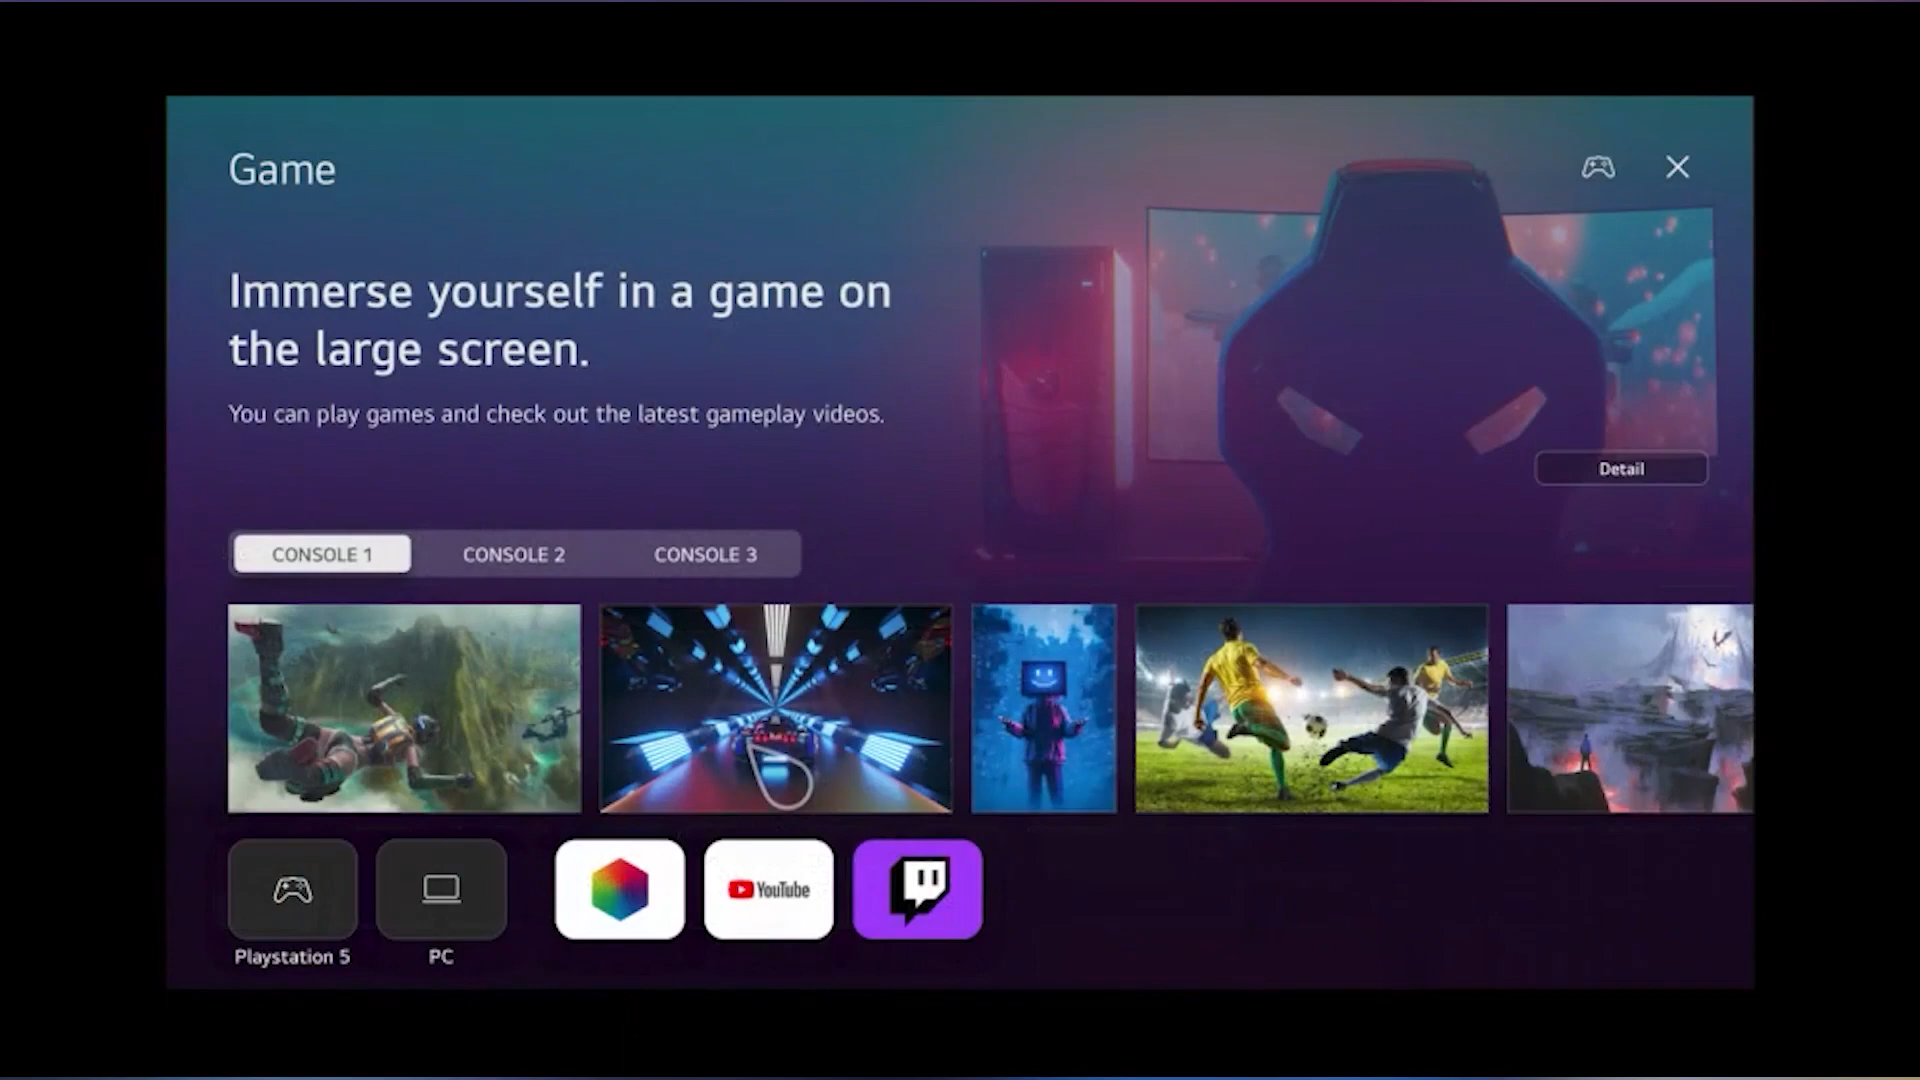 Game
Immerse yourself in a game on
the large screen.
You can play games and check out the latest gameplay videos.
Detail
CONSOLE 1
CONSOLE 2
CONSOLE 3
YouTube
Playstation 5
PC